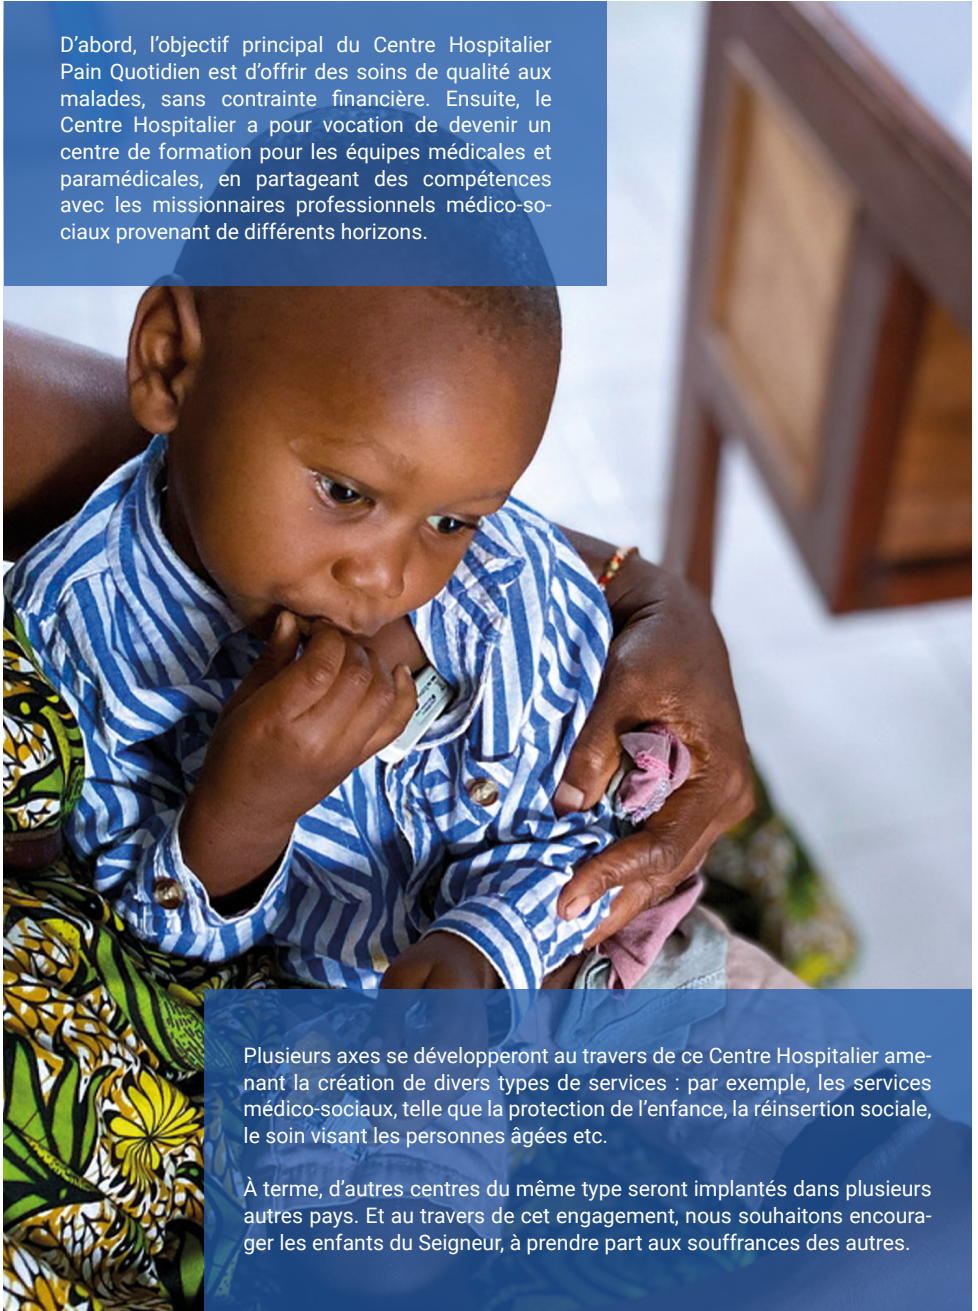 D’abord, l’objectif principal du Centre Hospitalier
Pain Quotidien est d’offrir des soins de qualité aux
malades, sans contrainte financière. Ensuite, le
Centre Hospitalier a pour vocation de devenir un
centre de formation pour les équipes médicales et
paramédicales, en partageant des compétences
avec les missionnaires professionnels médico-so-
ciaux provenant de différents horizons.
Plusieurs axes se développeront au travers de ce Centre Hospitalier ame-
nant la création de divers types de services : par exemple, les services
médico-sociaux, telle que la protection de l’enfance, la réinsertion sociale,
le soin visant les personnes âgées etc.
À terme, d’autres centres du même type seront implantés dans plusieurs
autres pays. Et au travers de cet engagement, nous souhaitons encoura-
ger les enfants du Seigneur, à prendre part aux souffrances des autres.